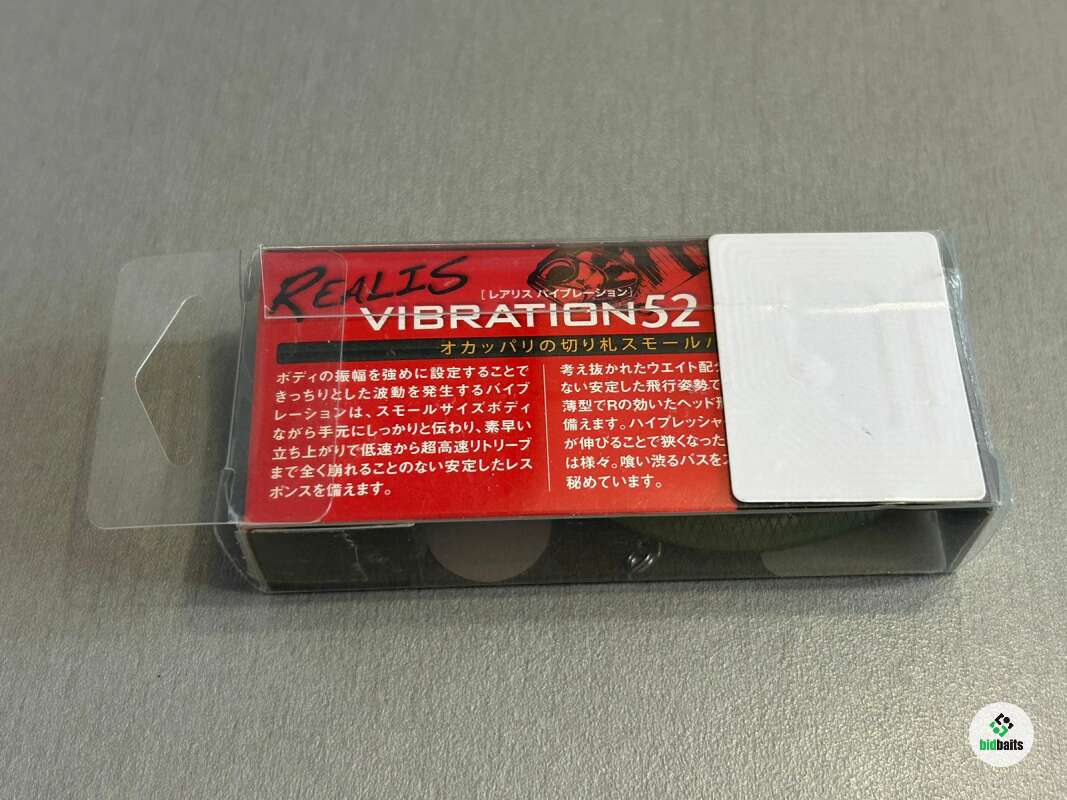 REALIS
[レアリス バイブレーション]
VIBRATION52
オカッパリの切り札スモール
ボディの振幅を強めに設定することで
きっちりとした波動を発生するバイブ
レーションは、スモールサイズボディ
ながら手元にしっかりと伝わり、素早い
立ち上がりで低速から超高速リトリーブ
まで全く崩れることのない安定したレス
ポンスを備えます。
考え抜かれたウエイト配
ない安定した飛行姿勢で
薄型でRの効いたヘッド
備えます。ハイプレッシャ
が伸びることで狭くなった
は様々。喰い渋るバスを
秘めています。
bidbaits